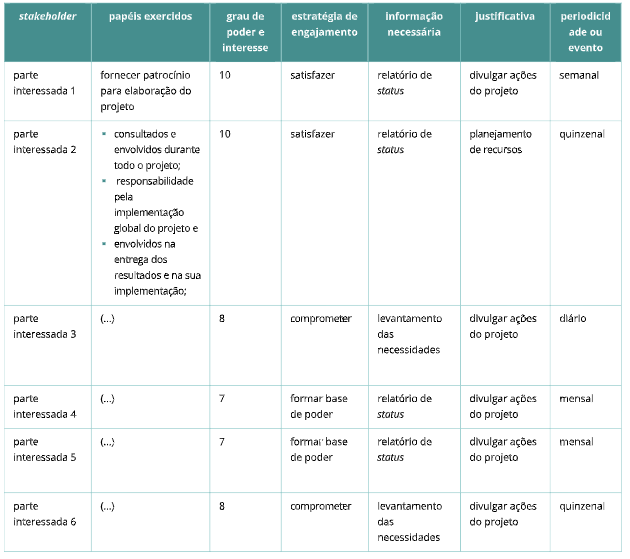 stakeholder papéis exercidos grau de poder e interesse estratégia de engajamento informação necessária justificativa periodicidade ou evento
parte interessada 1 fornecer patrocínio para elaboração do projeto 10 satisfazer relatório de status divulgar ações do projeto semanal
parte interessada 2 ▪ consultados e envolvidos durante todo o projeto; ▪ responsabilidade pela implementação global do projeto e ▪ envolvidos na entrega dos resultados e na sua implementação; 10 satisfazer relatório de status planejamento de recursos quinzenal
parte interessada 3 (...) 8 comprometer levantamento das necessidades divulgar ações do projeto diário
parte interessada 4 (...) 7 formar base de poder relatório de status divulgar ações do projeto mensal
parte interessada 5 (...) 7 formar base de poder relatório de status divulgar ações do projeto mensal
parte interessada 6 (...) 8 comprometer levantamento das necessidades divulgar ações do projeto quinzenal